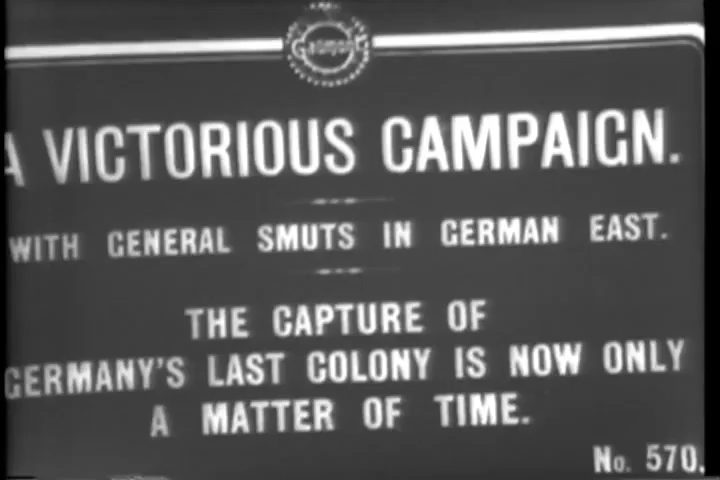 Gaumont
A VICTORIOUS CAMPAIGN.
WITH GENERAL SMUTS IN GERMAN EAST.
THE CAPTURE OF
GERMANY'S LAST COLONY IS NOW ONLY
A MATTER OF TIME.
No. 570.